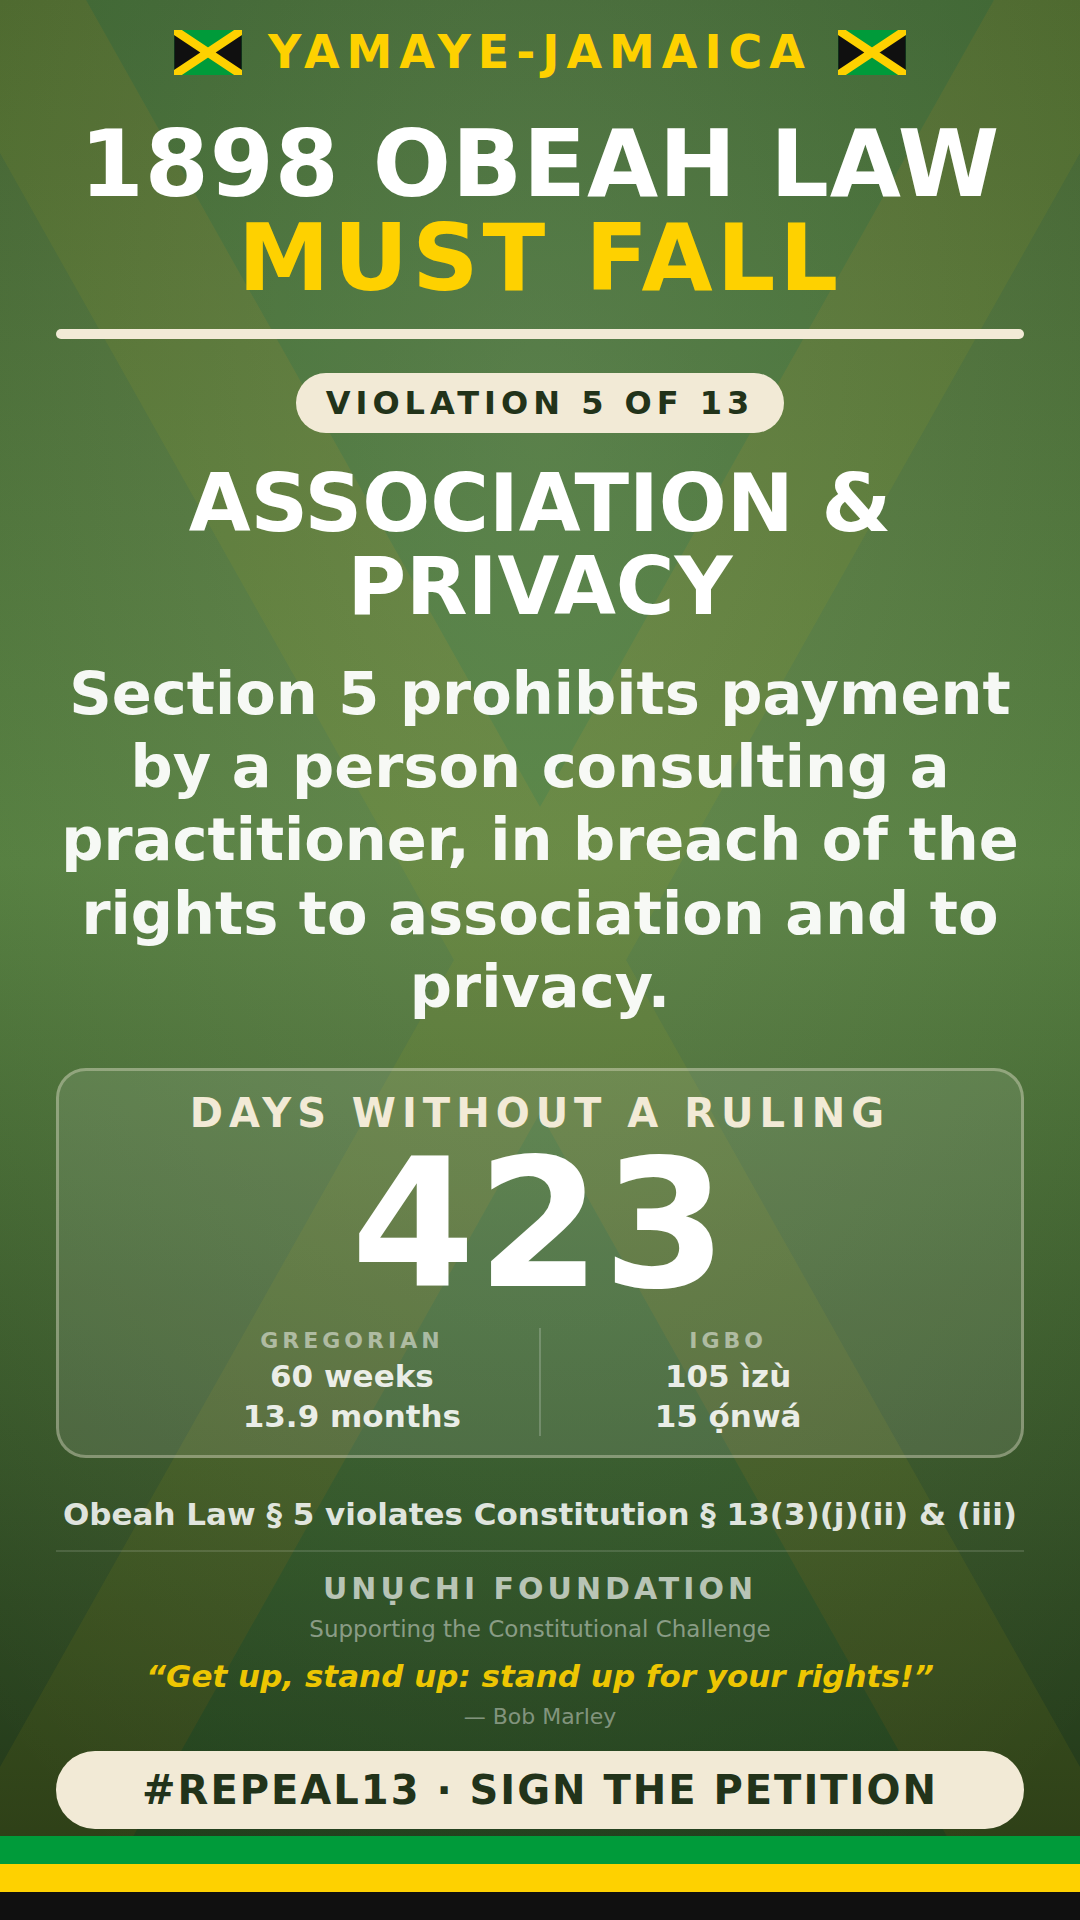 YAMAYE-JAMAICA
1898 OBEAH LAW
MUST FALL
VIOLATION 5 OF 13
ASSOCIATION &
PRIVACY
Section 5 prohibits payment
by a person consulting a
practitioner, in breach of the
rights to association and to
privacy.
DAYS WITHOUT A RULING
423
GREGORIAN
60 weeks
13.9 months
IGBO
105 ìzù
15 ọ́nwá
Obeah Law § 5 violates Constitution § 13(3)(j)(ii) & (iii)
UNỤCHI FOUNDATION
Supporting the Constitutional Challenge
“Get up, stand up: stand up for your rights!”
— Bob Marley
#REPEAL13 · SIGN THE PETITION